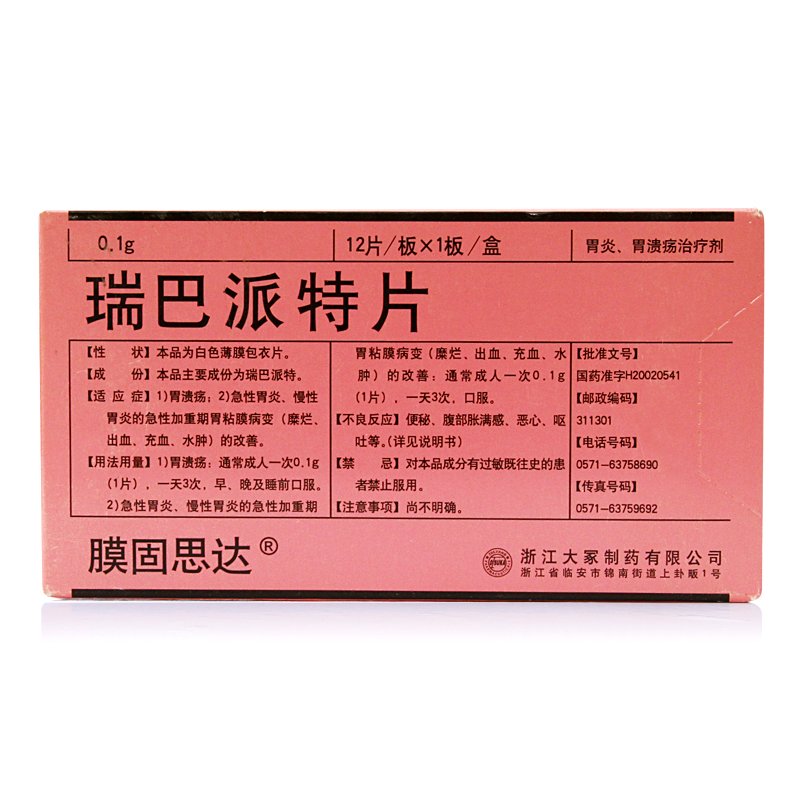 0.1g
12片/板×1板/盒
胃炎、胃溃疡治疗剂
瑞巴派特片
【性 状】本品为白色薄膜包衣片。
【成 份】本品主要成份为瑞巴派特。
【适应症】1)胃溃疡；2)急性胃炎、慢性
胃炎的急性加重期胃粘膜病变（糜烂、
出血、充血、水肿）的改善。
【用法用量】1)胃溃疡：通常成人一次0.1g
(1片），一天3次，早、晚及睡前口服。
2)急性胃炎、慢性胃炎的急性加重期
胃粘膜病变（糜烂、出血、充血、水
肿）的改善：通常成人一次0.1g
(1片），一天3次，口服。
【不良反应】便秘、腹部胀满感、恶心、呕
吐等。(详见说明书)
【禁 忌】对本品成分有过敏既往史的患
者禁止服用。
【注意事项】尚不明确。
【批准文号】
国药准字H20020541
【邮政编码】
311301
【电话号码】
0571-63758690
【传真号码】
0571-63759692
膜固思达®
浙江大冢制药有限公司
浙江省临安市锦南街道上卦畈1号